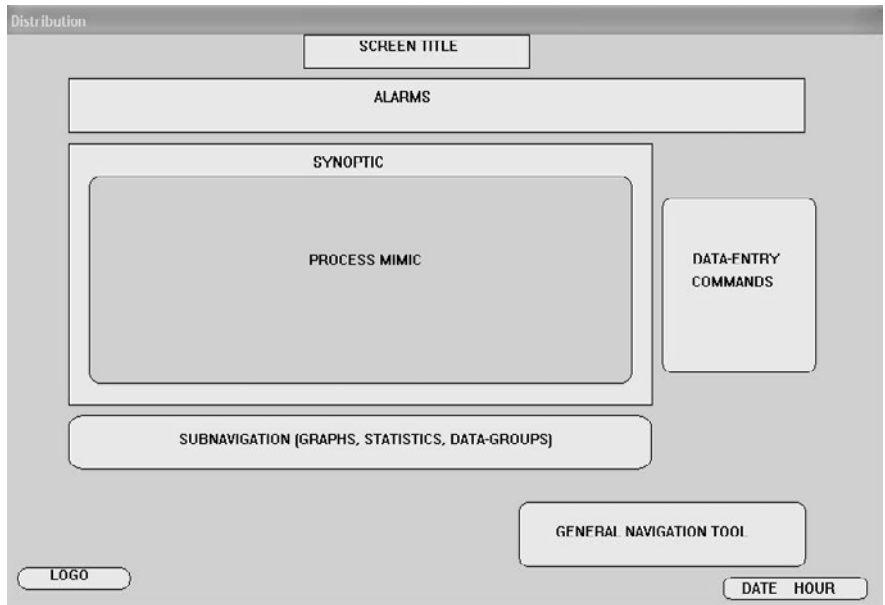 Distribution
SCREEN TITLE
ALARMS
SYNOPTIC
PROCESS MIMIC
DATA-ENTRY
COMMANDS
SUBNAVIGATION (GRAPHS, STATISTICS, DATA-GROUPS)
GENERAL NAVIGATION TOOL
LOGO
DATE HOUR